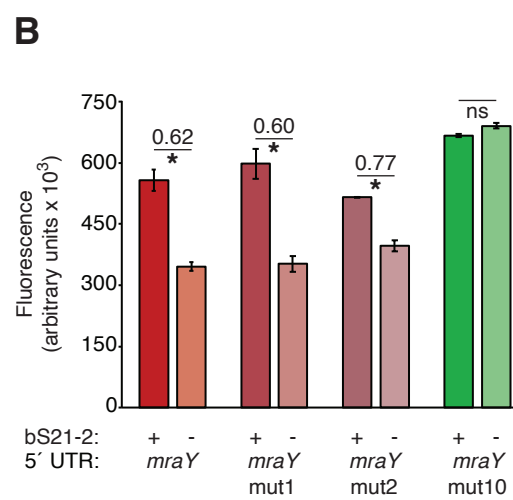 B
Fluorescence
(arbitrary units x 10³)
750
600
450
300
150
0
0.62
*
0.60
*
0.77
*
ns
bS21-2: + - + - + - + -
5´ UTR: mraY mraY mraY mraY
mut1 mut2 mut10